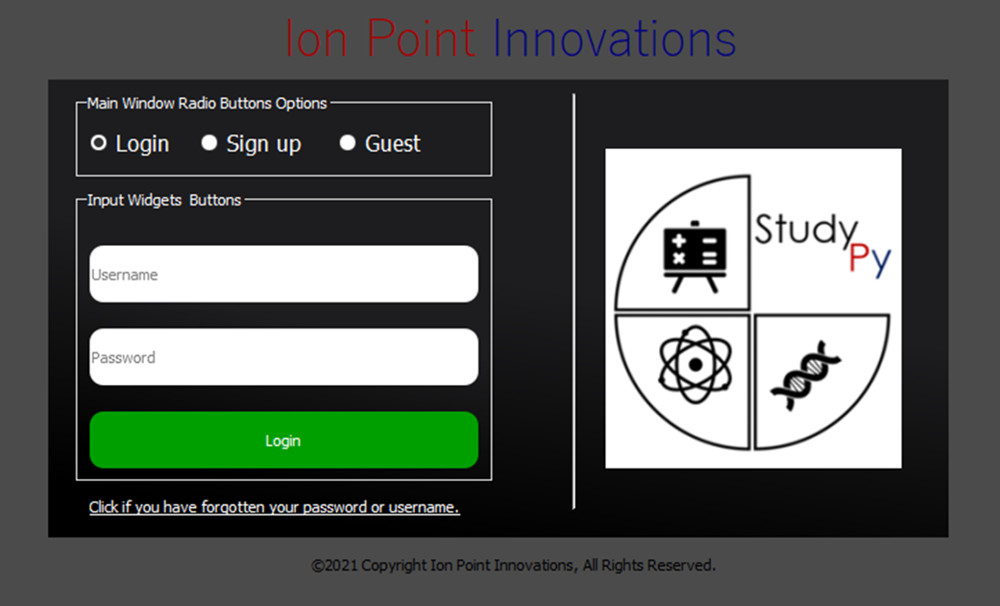 Ion Point Innovations
Main Window Radio Buttons Options
Login Sign up Guest
Input Widgets Buttons
Username
Password
Login
Click if you have forgotten your password or username.
Study
Py
©2021 Copyright Ion Point Innovations, All Rights Reserved.